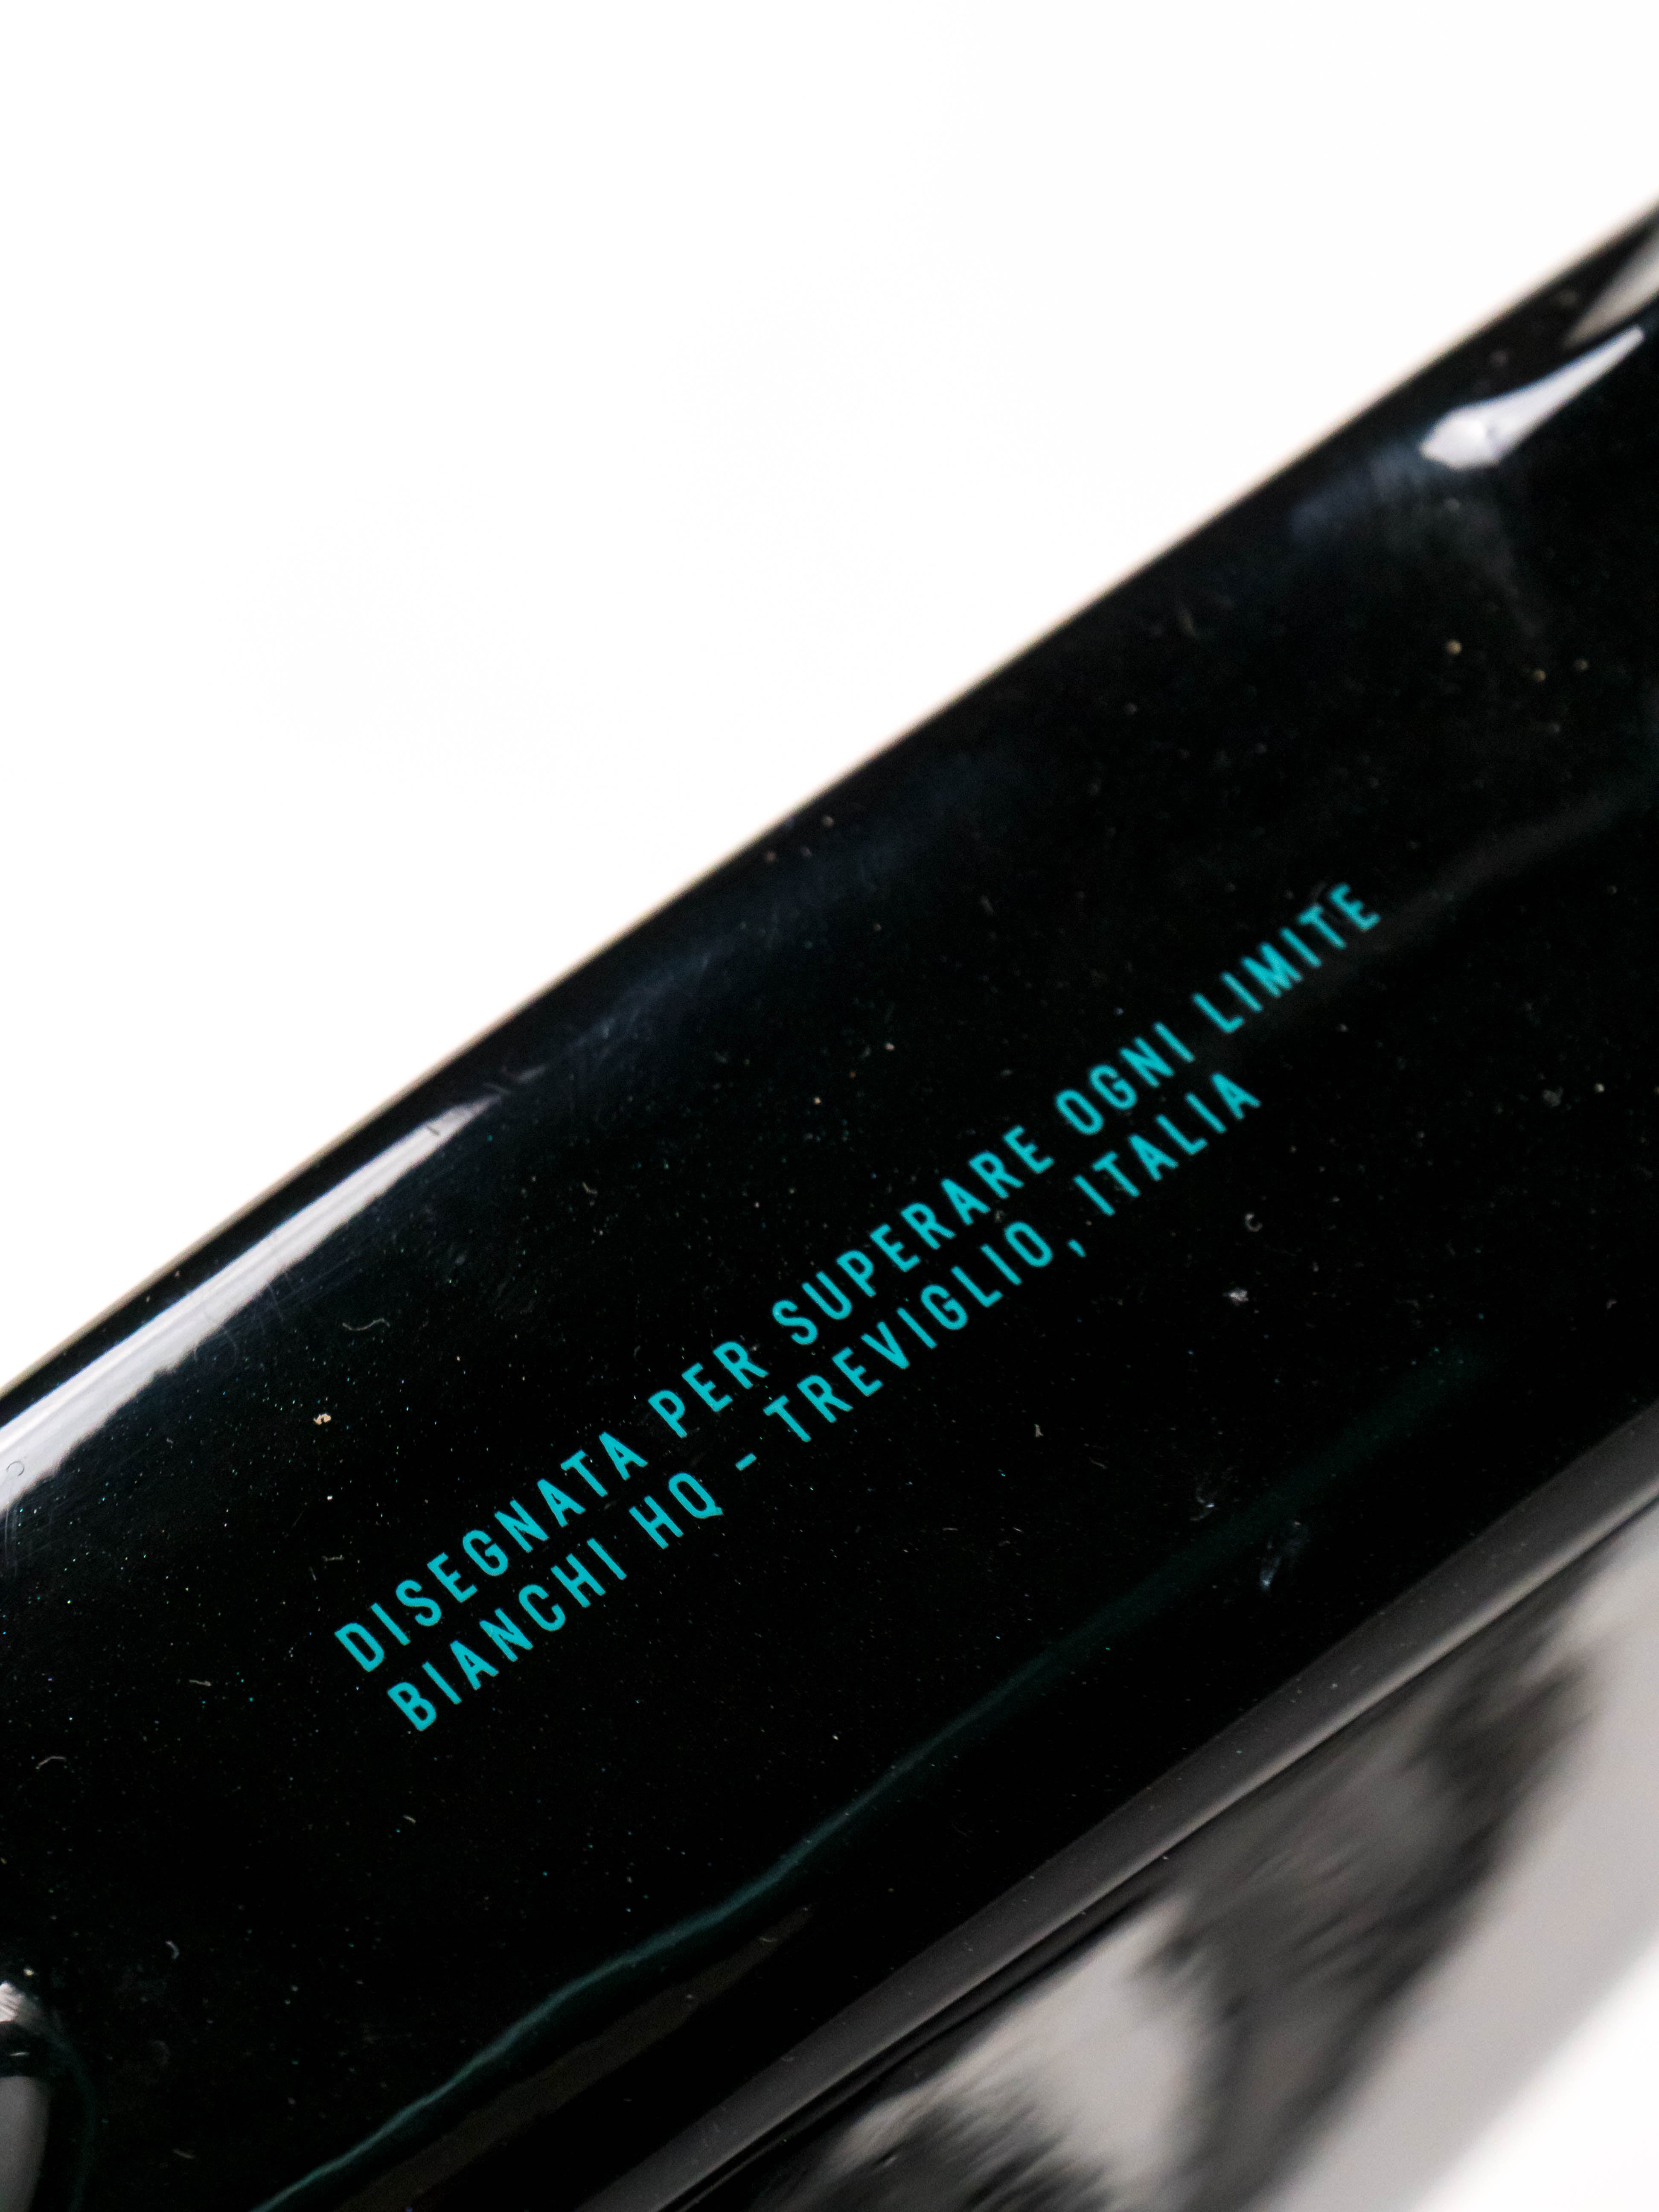 DISEGNATA PER SUPERARE OGNI LIMITE
BIANCHI HQ - TREVIGLIO, ITALIA